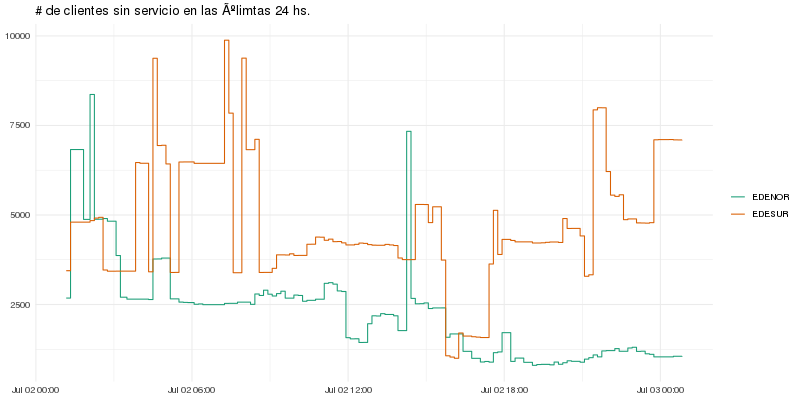 # de clientes sin servicio en las Ãºlimtas 24 hs.
10000
7500
5000
2500
Jul 02 00:00
Jul 02 06:00
Jul 02 12:00
Jul 02 18:00
Jul 03 00:00
EDENOR
EDESUR